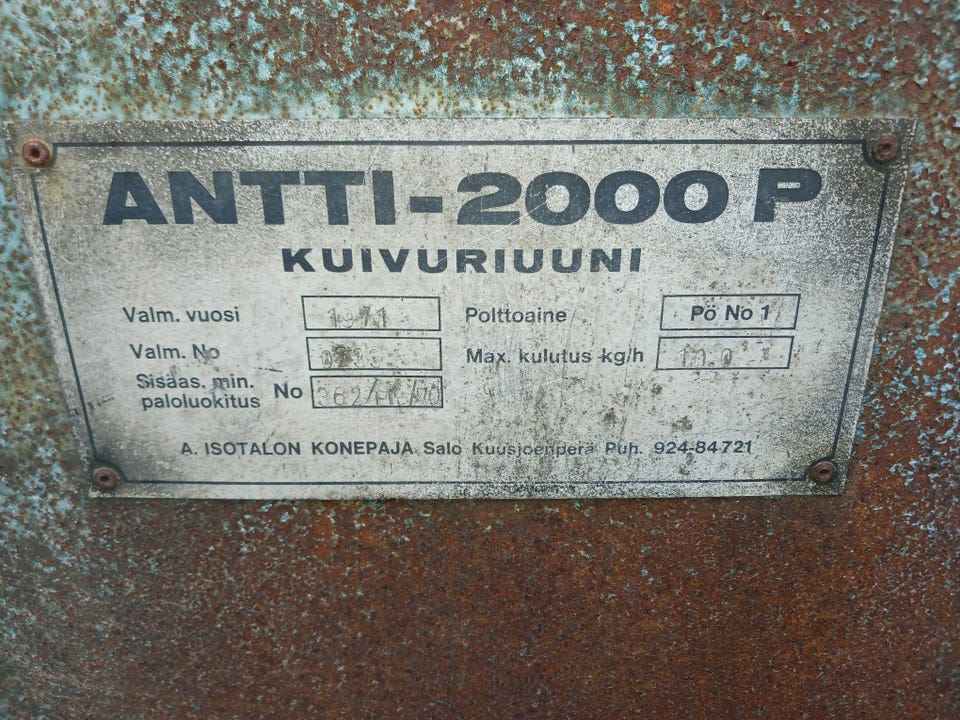 ANTTI-2000 P
KUIVURIUUNI
Valm. vuosi 1971 Polttoaine Pö No 1
Valm. No Max. kulutus kg/h
Sisäas. min.
paloluokitus No
A. ISOTALON KONEPAJA Salo Kuusjoenperä Puh. 924-84721